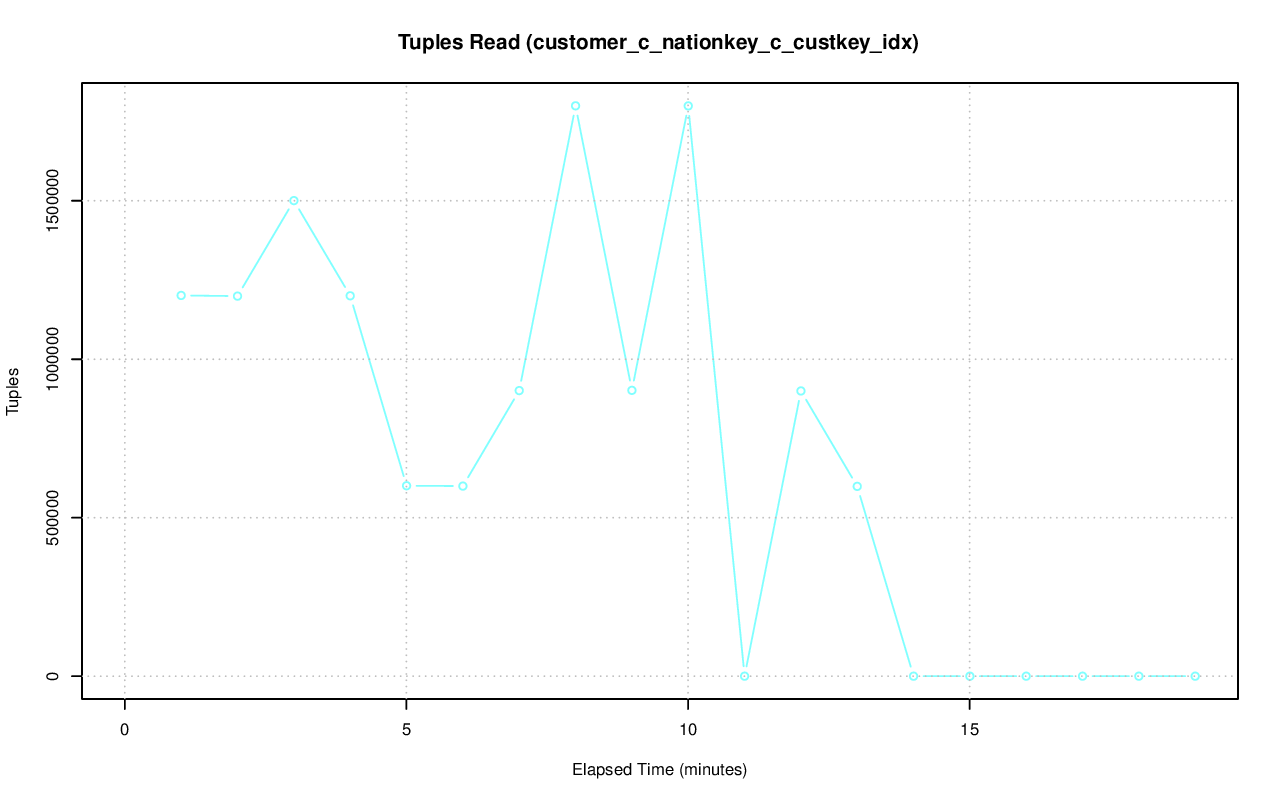 Tuples Read (customer_c_nationkey_c_custkey_idx)
Tuples
1500000
1000000
500000
0
0 5 10 15
Elapsed Time (minutes)